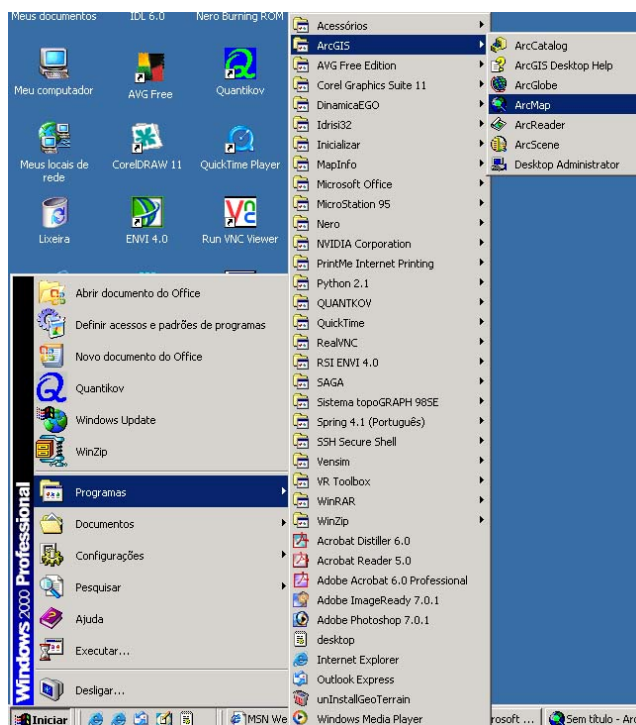 Meus documentos
IDL 6.0
Nero Burning ROM
Meu computador
AVG Free
Quantikov
Meus locais de
rede
CorelDRAW 11
QuickTime Player
Lixeira
ENVI 4.0
Run VNC Viewer
Windows 2000 Professional
Abrir documento do Office
Definir acessos e padrões de programas
Novo documento do Office
Quantikov
Windows Update
WinZip
Programas
Documentos
Configurações
Pesquisar
Ajuda
Executar...
Desligar...
Acessórios
ArcGIS
AVG Free Edition
Corel Graphics Suite 11
DinamicaEGO
Idrisi32
Inicializar
MapInfo
Microsoft Office
MicroStation 95
Nero
NVIDIA Corporation
PrintMe Internet Printing
Python 2.1
QUANTKOV
QuickTime
RealVNC
RSI ENVI 4.0
SAGA
Sistema topoGRAPH 98SE
Spring 4.1 (Português)
SSH Secure Shell
Vensim
VR Toolbox
WinRAR
WinZip
Acrobat Distiller 6.0
Acrobat Reader 5.0
Adobe Acrobat 6.0 Professional
Adobe ImageReady 7.0.1
Adobe Photoshop 7.0.1
desktop
Internet Explorer
Outlook Express
unInstallGeoTerrain
Windows Media Player
ArcCatalog
ArcGIS Desktop Help
ArcGlobe
ArcMap
ArcReader
ArcScene
Desktop Administrator
Iniciar
MSN We
rosoft ...
Sem título - Arc